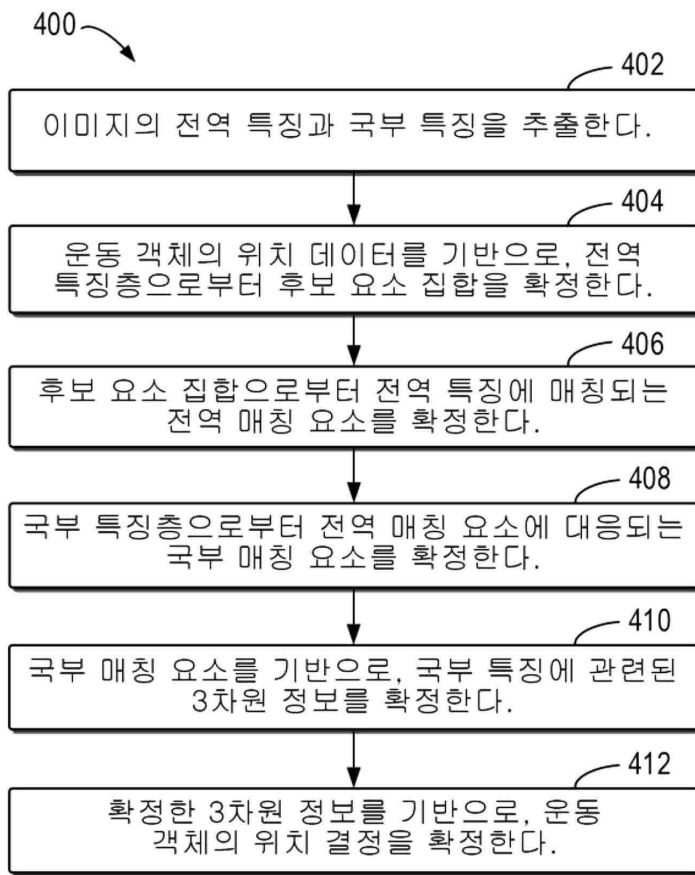 400
402
이미지의 전역 특징과 국부 특징을 추출한다.
404
운동 객체의 위치 데이터를 기반으로, 전역
특징층으로부터 후보 요소 집합을 확정한다.
406
후보 요소 집합으로부터 전역 특징에 매칭되는
전역 매칭 요소를 확정한다.
408
국부 특징층으로부터 전역 매칭 요소에 대응되는
국부 매칭 요소를 확정한다.
410
국부 매칭 요소를 기반으로, 국부 특징에 관련된
3차원 정보를 확정한다.
412
확정한 3차원 정보를 기반으로, 운동
객체의 위치 결정을 확정한다.